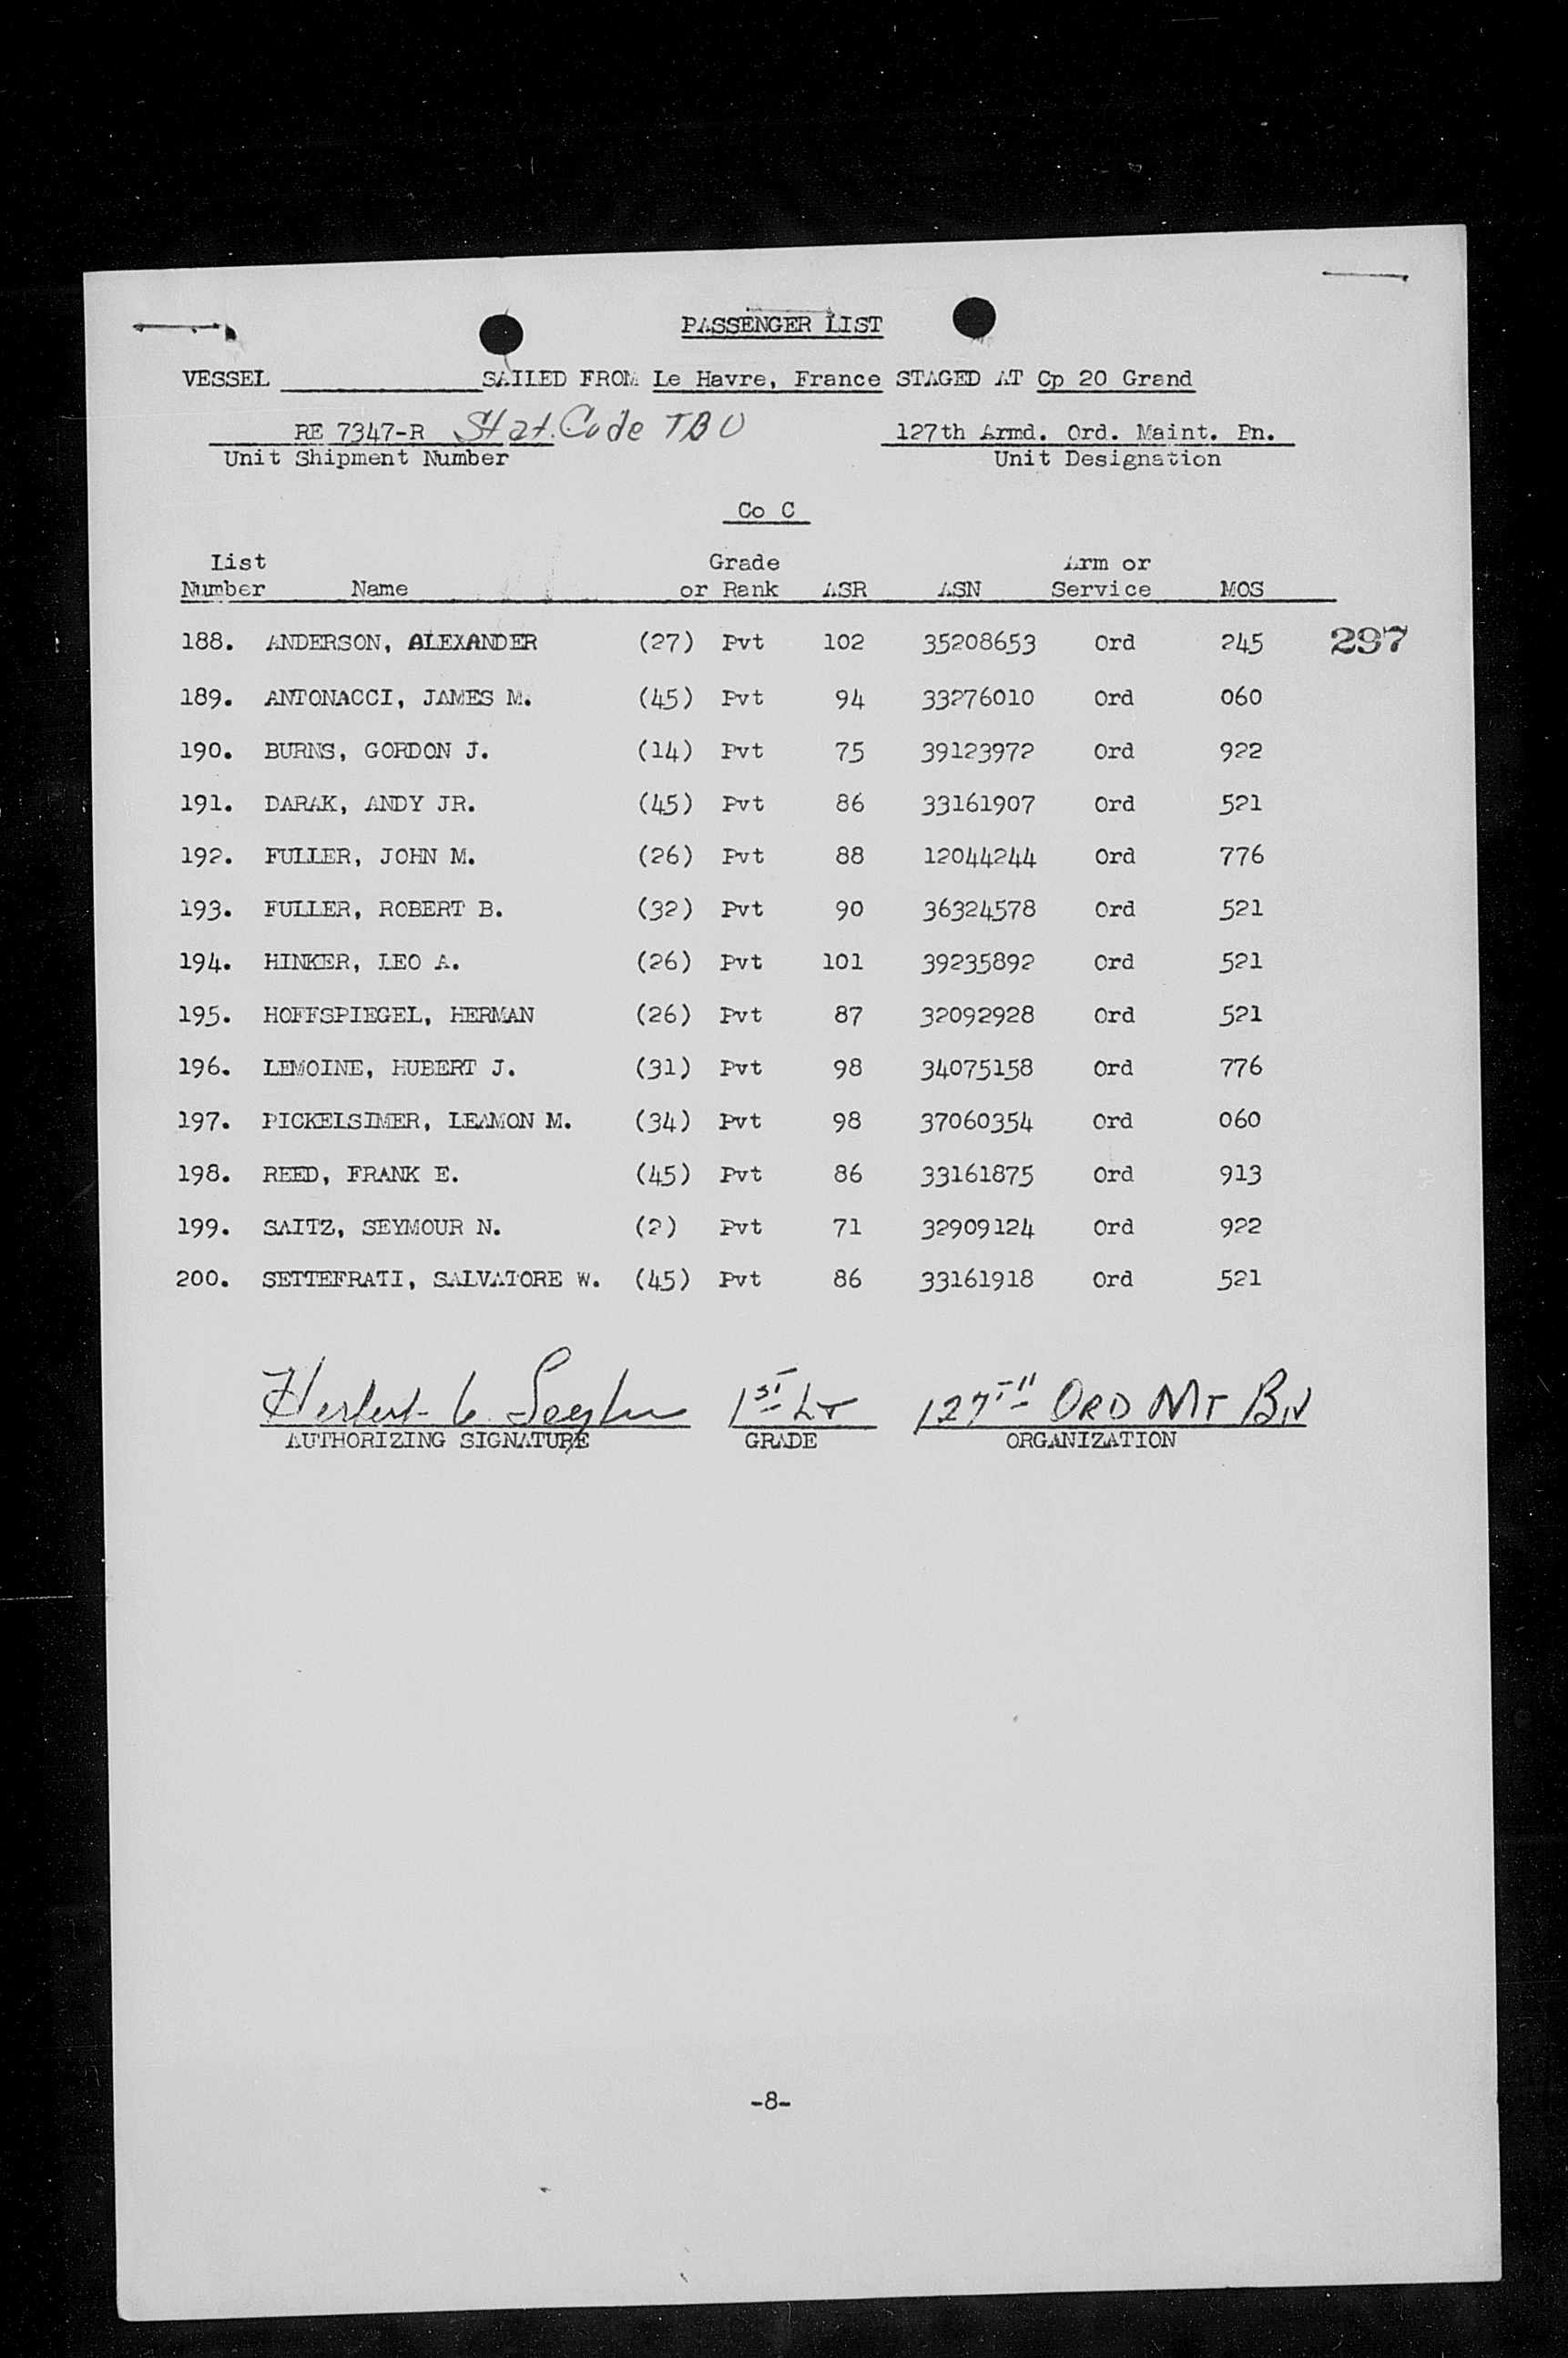 PASSENGER LIST
VESSEL SAILED FROM Le Havre, France STAGED AT Cp 20 Grand
RE 7347-R Stat. Code TBU 127th Armd. Ord. Maint. Bn.
Unit Shipment Number Unit Designation
Co C
List Grade Arm or
Number Name or Rank ASR ASN Service MOS
188. ANDERSON, ALEXANDER (27) Pvt 102 35208653 Ord 245 297
189. ANTONACCI, JAMES M. (45) Pvt 94 33276010 Ord 060
190. BURNS, GORDON J. (14) Pvt 75 39123972 Ord 922
191. DARAK, ANDY JR. (45) Pvt 86 33161907 Ord 521
192. FULLER, JOHN M. (26) Pvt 88 12044244 Ord 776
193. FULLER, ROBERT B. (32) Pvt 90 36324578 Ord 521
194. HINKER, LEO A. (26) Pvt 101 39235892 Ord 521
195. HOFFSPIEGEL, HERMAN (26) Pvt 87 32092928 Ord 521
196. LEMOINE, HUBERT J. (31) Pvt 98 34075158 Ord 776
197. PICKELSIMER, LEAMON M. (34) Pvt 98 37060354 Ord 060
198. REED, FRANK E. (45) Pvt 86 33161875 Ord 913
199. SAITZ, SEYMOUR N. (2) Pvt 71 32909124 Ord 922
200. SETTEFRATI, SALVATORE W. (45) Pvt 86 33161918 Ord 521
Herbert 1ST LT 127TH ORD MT BN
AUTHORIZING SIGNATURE GRADE ORGANIZATION
-8-